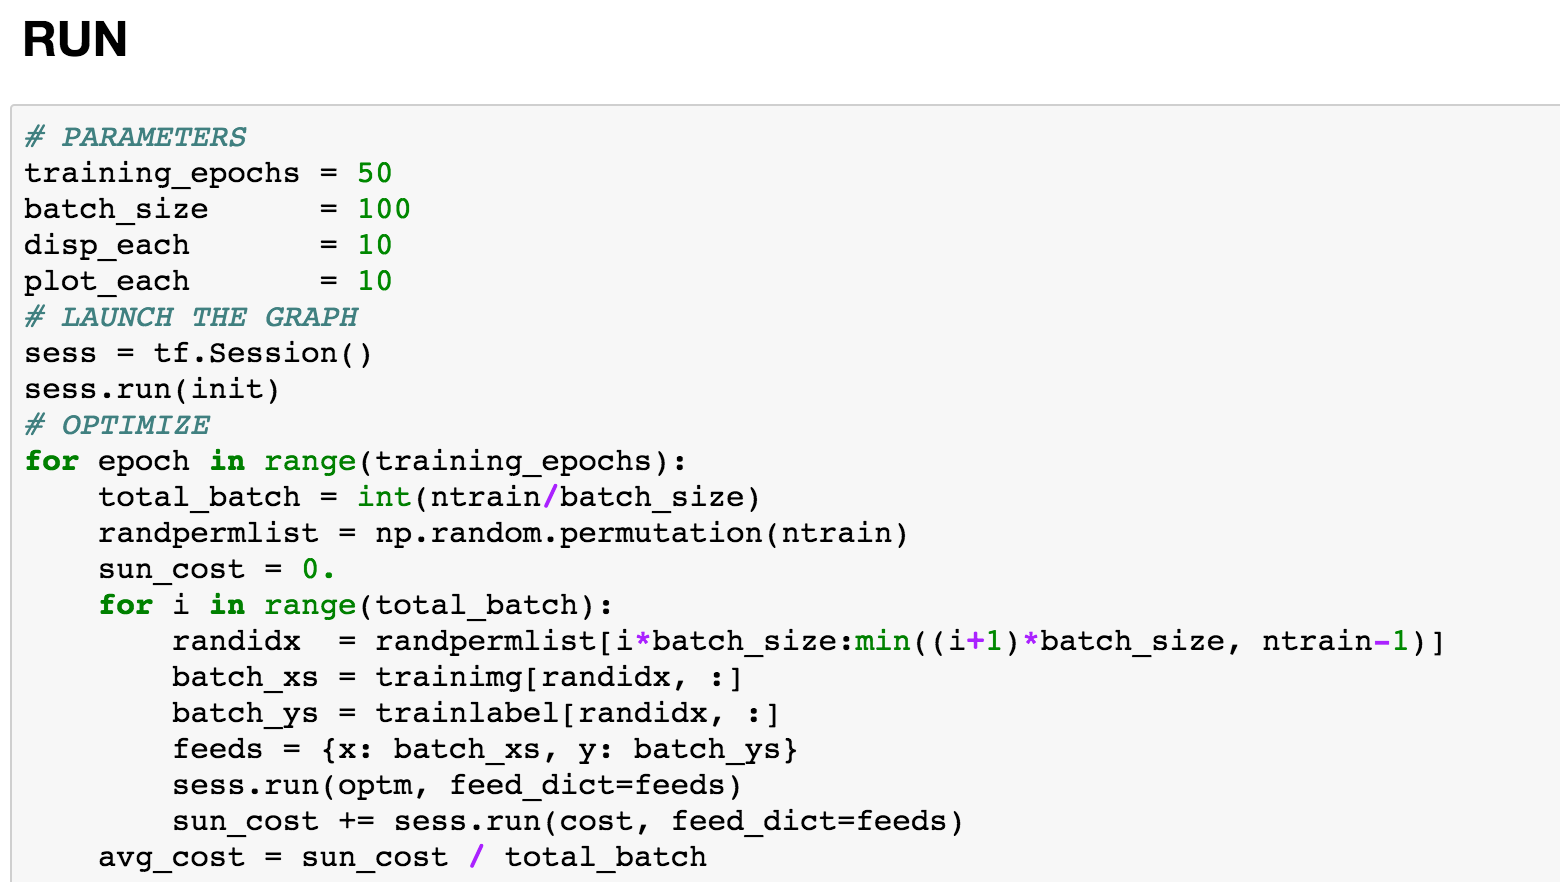 RUN
# PARAMETERS
training_epochs = 50
batch_size      = 100
disp_each       = 10
plot_each       = 10
# LAUNCH THE GRAPH
sess = tf.Session()
sess.run(init)
# OPTIMIZE
for epoch in range(training_epochs):
    total_batch = int(ntrain/batch_size)
    randpermlist = np.random.permutation(ntrain)
    sun_cost = 0.
    for i in range(total_batch):
        randidx  = randpermlist[i*batch_size:min((i+1)*batch_size, ntrain-1)]
        batch_xs = trainimg[randidx, :]
        batch_ys = trainlabel[randidx, :]
        feeds = {x: batch_xs, y: batch_ys}
        sess.run(optm, feed_dict=feeds)
        sun_cost += sess.run(cost, feed_dict=feeds)
    avg_cost = sun_cost / total_batch